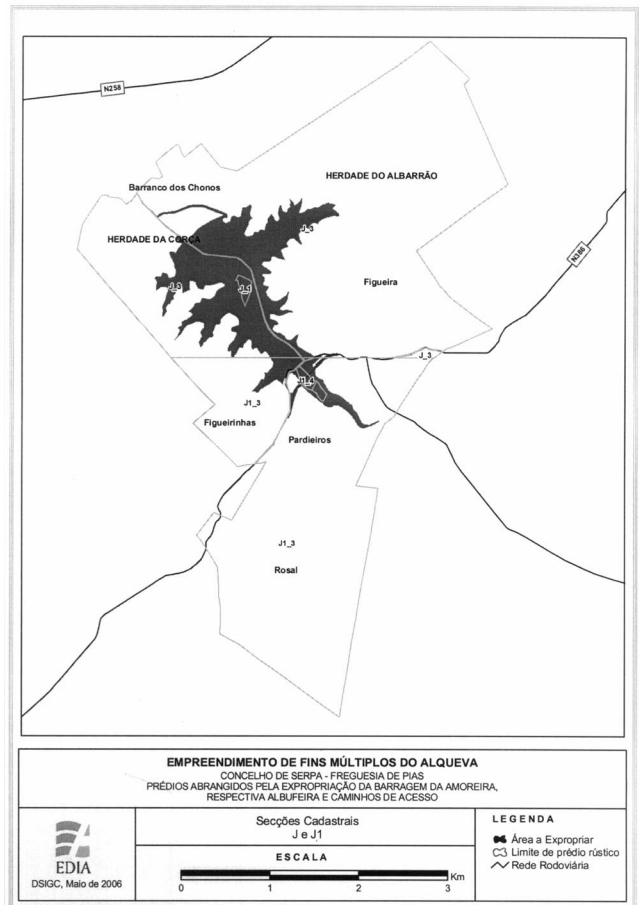 N258
HERDADE DO ALBARRÃO
Barranco dos Chonos
J_3
HERDADE DA CORÇA
N386
J_3
J_1
Figueira
J_3
J1_4
J1_3
Figueirinhas
Pardieiros
J1_3
Rosal
EMPREENDIMENTO DE FINS MÚLTIPLOS DO ALQUEVA
CONCELHO DE SERPA - FREGUESIA DE PIAS
PRÉDIOS ABRANGIDOS PELA EXPROPRIAÇÃO DA BARRAGEM DA AMOREIRA,
RESPECTIVA ALBUFEIRA E CAMINHOS DE ACESSO
EDIA
DSIGC, Maio de 2006
Secções Cadastrais
J e J1
ESCALA
Km
0 1 2 3
LEGENDA
Área a Expropriar
Limite de prédio rústico
Rede Rodoviária